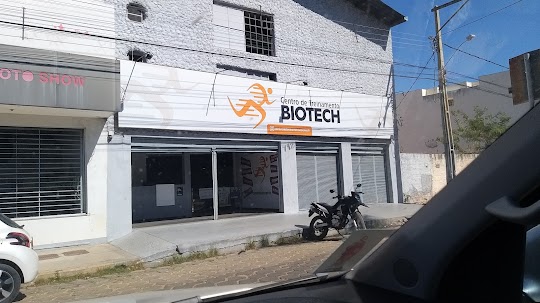 OTO SHOW
Centro de Treinamento
BIOTECH